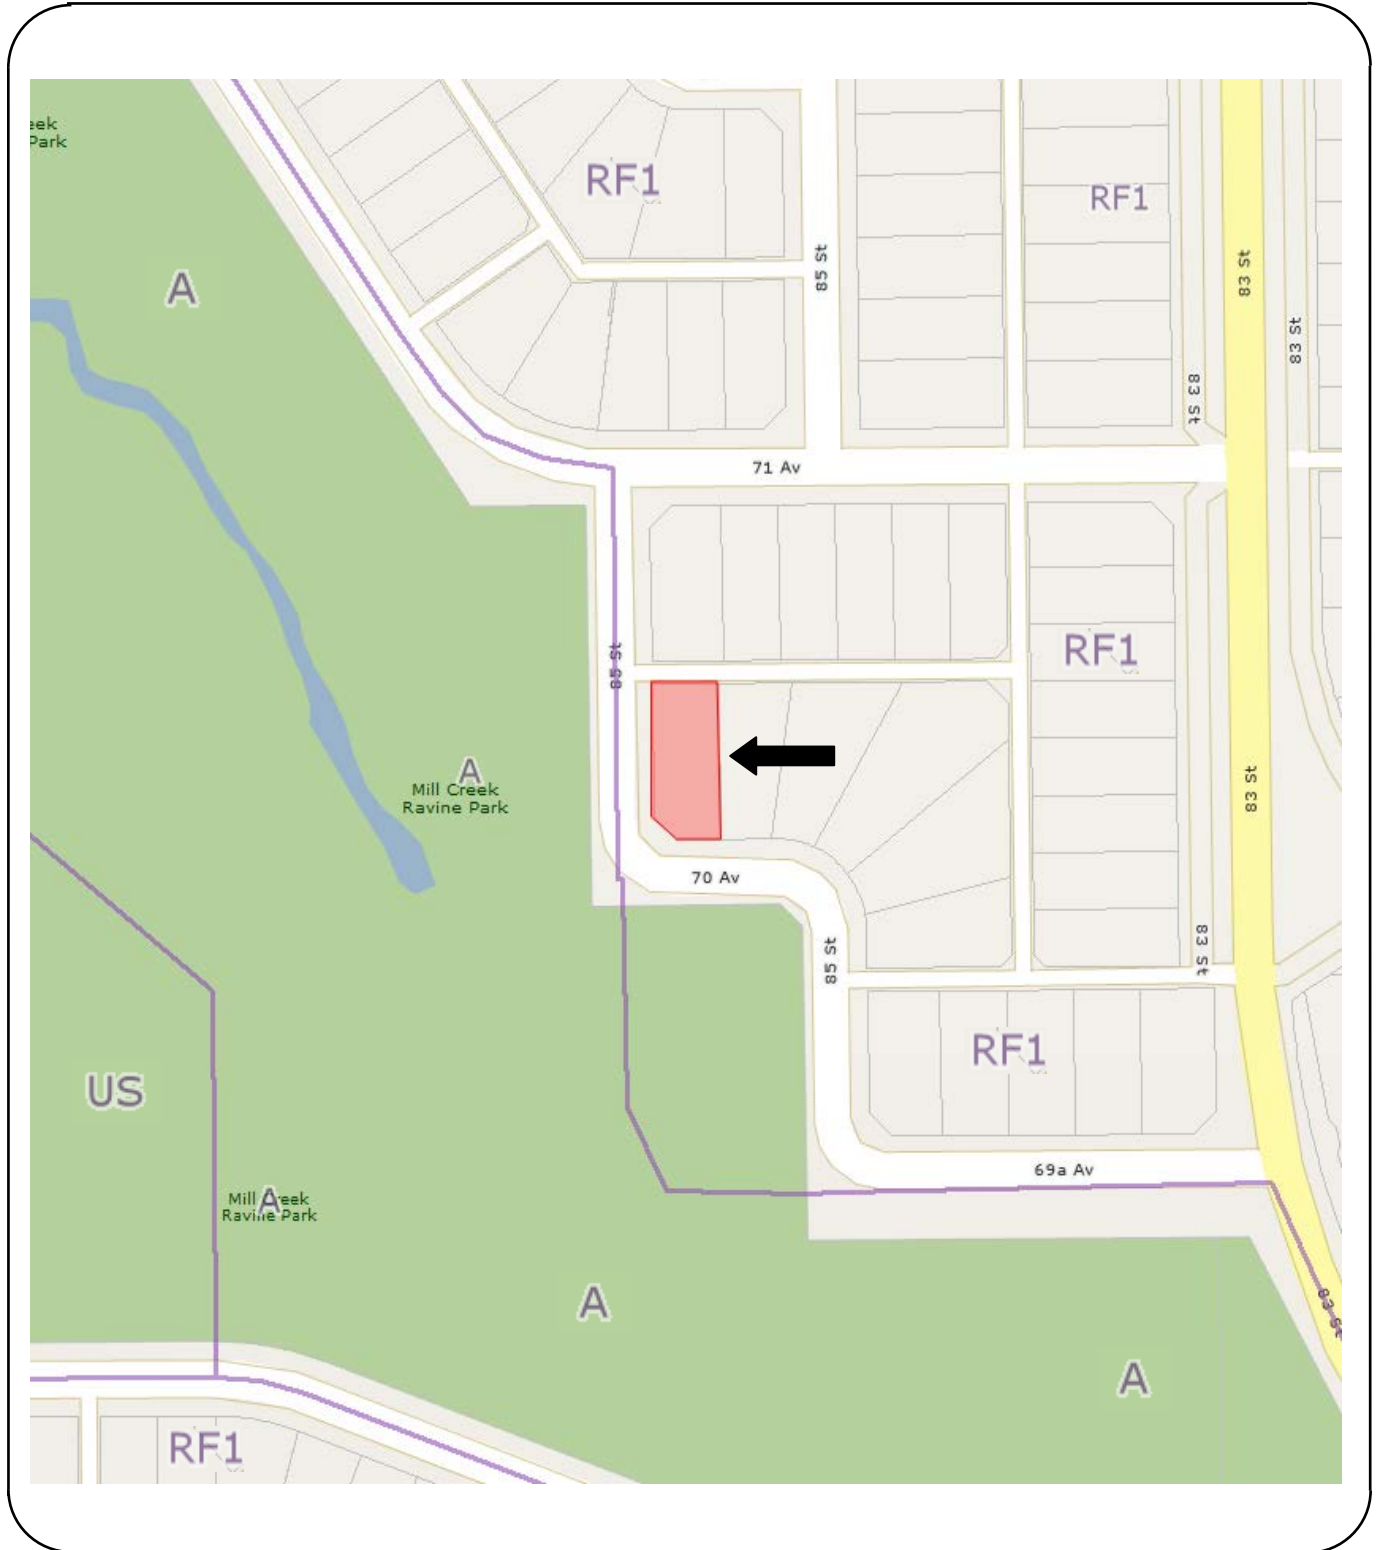 eek
Park
RF1
RF1
A
85 St
83 St
83 St
83 St
71 Av
85 St
RF1
A
Mill Creek
Ravine Park
83 St
70 Av
85 St
83 St
RF1
US
69a Av
A
Mill Creek
Ravine Park
A
83 St
A
RF1